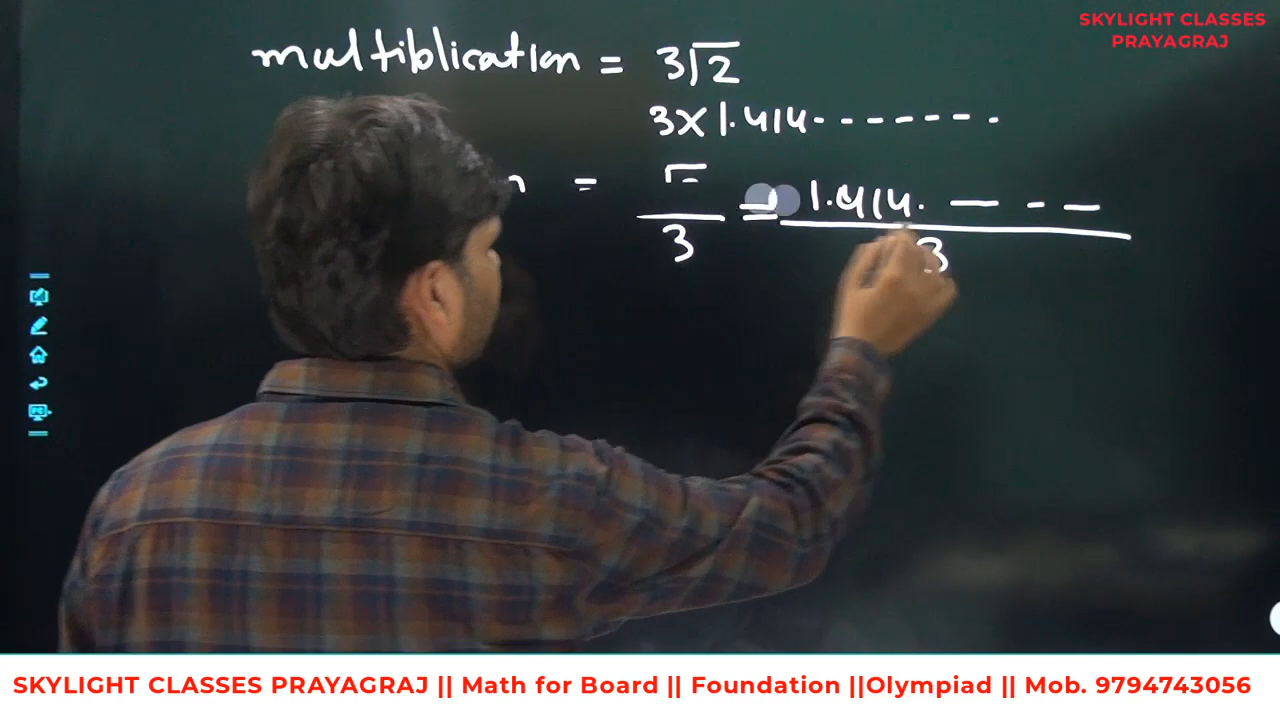 SKYLIGHT CLASSES
PRAYAGRAJ
multiblication = 3√2
3×1.414-------.
= 3 = 1.414. — - — 3
SKYLIGHT CLASSES PRAYAGRAJ || Math for Board || Foundation ||Olympiad || Mob. 9794743056